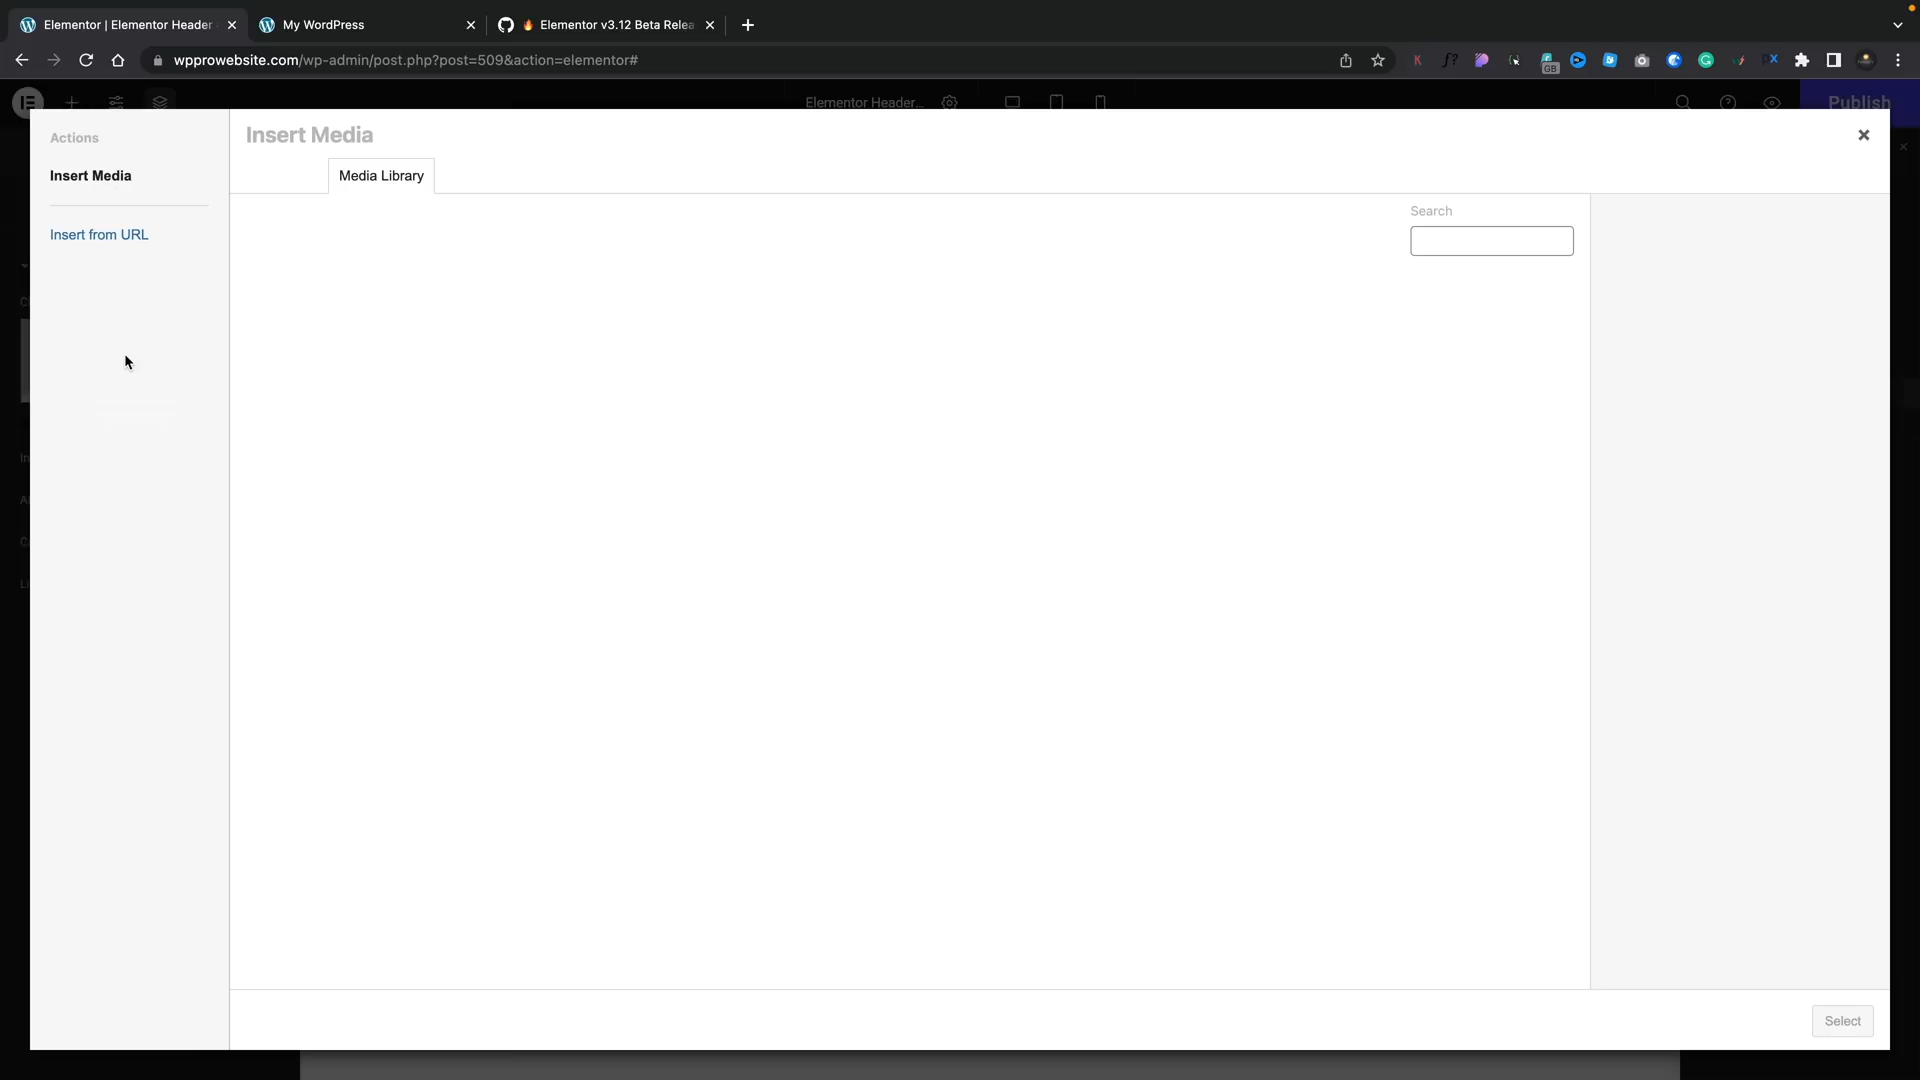 Elementor | Elementor Header
My WordPress
Elementor v3.12 Beta Relea
wpprowebsite.com/wp-admin/post.php?post=509&action=elementor#
GB
Elementor Header...
Publish
Actions
Insert Media
Insert from URL
Insert Media
Media Library
Search
Select